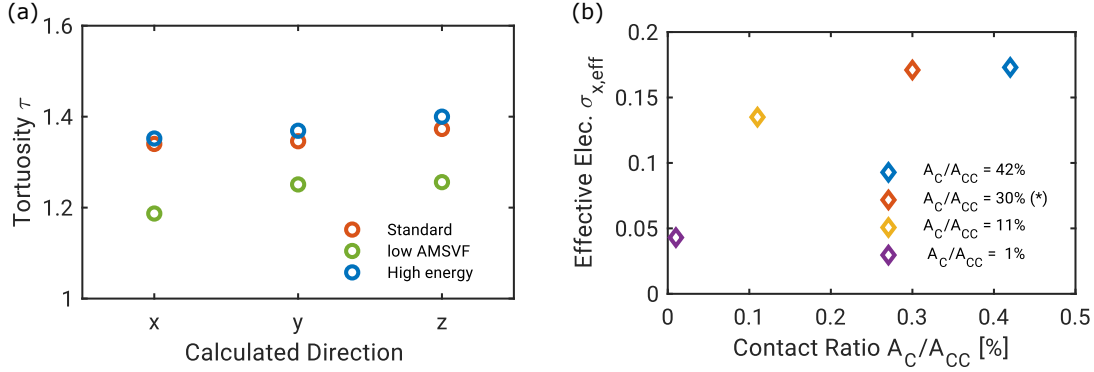 (a)
1.6
1.4
1.2
1
Tortuosity τ
x
y
z
Calculated Direction
Standard
low AMSVF
High energy
(b)
0.2
0.15
0.1
0.05
0
Effective Elec. σx,eff
0
0.1
0.2
0.3
0.4
0.5
Contact Ratio AC/ACC [%]
AC/ACC = 42%
AC/ACC = 30% (*)
AC/ACC = 11%
AC/ACC = 1%